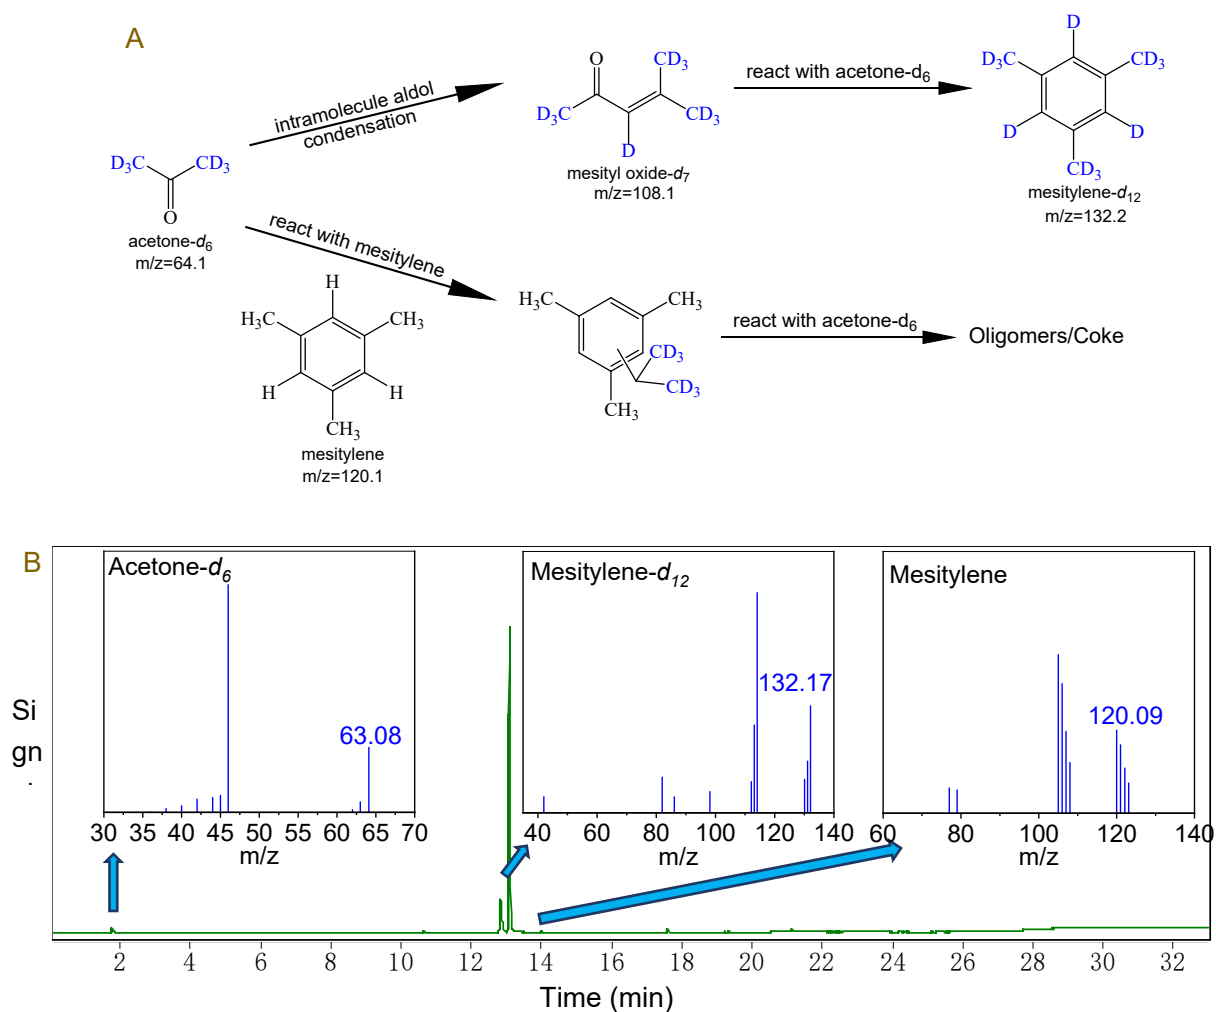 A
intramolecule aldol
condensation
react with acetone-d6
O
CD3
D3C
CD3
D
mesityl oxide-d7
m/z=108.1
D
D3C
CD3
D
D
CD3
mesitylene-d12
m/z=132.2
D3C
CD3
O
acetone-d6
m/z=64.1
react with mesitylene
H
H3C
CH3
H
H
CH3
mesitylene
m/z=120.1
H3C
CH3
CD3
CD3
CH3
react with acetone-d6
Oligomers/Coke
B
Si
gn
.
Acetone-d6
63.08
30 35 40 45 50 55 60 65 70
m/z
Mesitylene-d12
132.17
40 60 80 100 120 140
m/z
Mesitylene
120.09
60 80 100 120 140
m/z
2 4 6 8 10 12 14 16 18 20 22 24 26 28 30 32
Time (min)